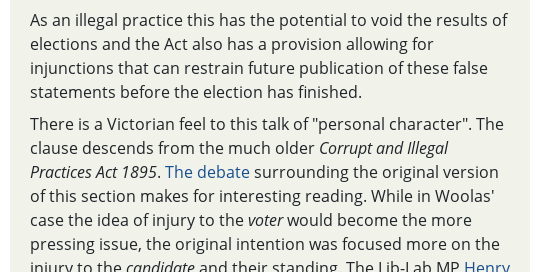 As an illegal practice this has the potential to void the results of
elections and the Act also has a provision allowing for
injunctions that can restrain future publication of these false
statements before the election has finished.
There is a Victorian feel to this talk of "personal character". The
clause descends from the much older Corrupt and Illegal
Practices Act 1895. The debate surrounding the original version
of this section makes for interesting reading. While in Woolas'
case the idea of injury to the voter would become the more
pressing issue, the original intention was focused more on the
injury to the candidate and their standing. The Lib-Lab MP Henry